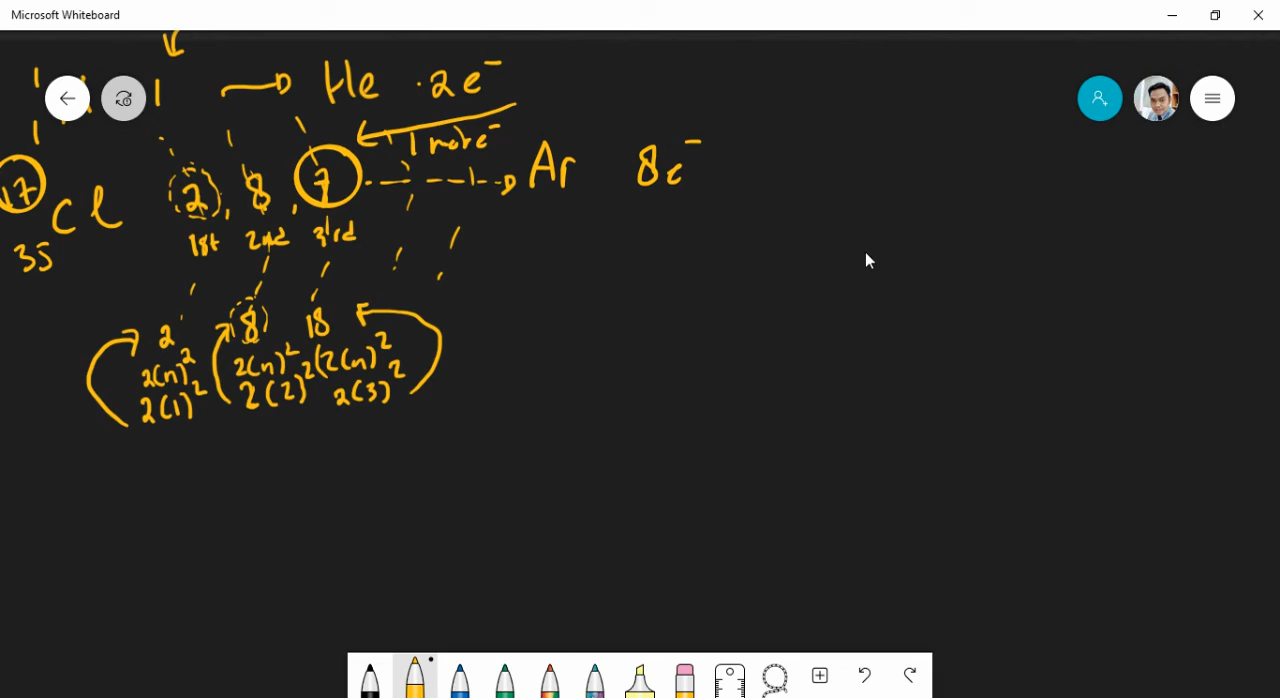 Microsoft Whiteboard
He · 2e⁻
1 more e⁻
17
Cl 2, 8, 7 Ar 8e⁻
35
1st 2nd 3rd
2 8 18
2(n)² 2(n)² 2(n)²
2(1)² 2(2)² 2(3)²